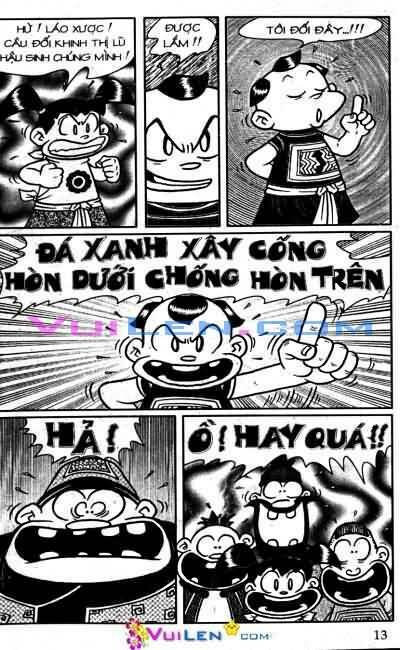 HỪ! LÁO XƯỢC!
CÂU ĐỐI KHINH THỊ LŨ
HẬU SINH CHÚNG MÌNH!
ĐƯỢC
LẮM!!
TÔI ĐỐI ĐÂY...!!!
ĐÁ XANH XÂY CỐNG
HÒN DƯỚI CHỐNG HÒN TRÊN
VUILEN.COM
HẢ!
Ồ! HAY QUÁ!!
13
VUILEN.COM